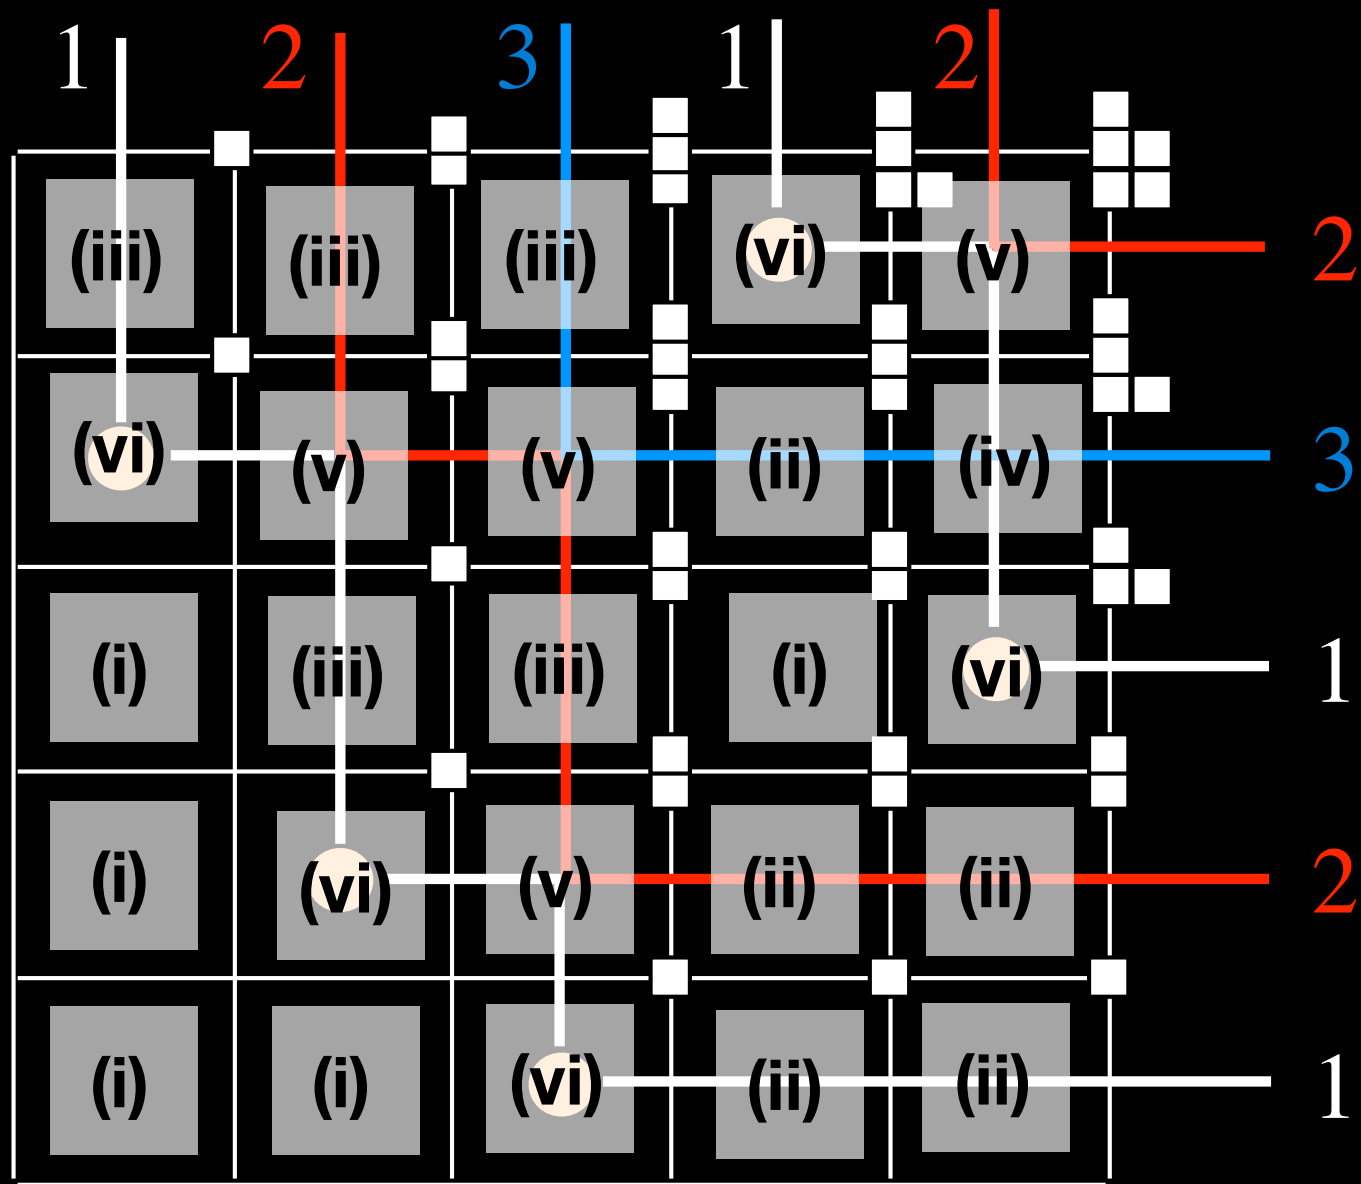 1 2 3 1 2
(iii) (iii) (iii) (vi) (v) 2
(vi) (v) (v) (ii) (iv) 3
(i) (iii) (iii) (i) (vi) 1
(i) (vi) (v) (ii) (ii) 2
(i) (i) (vi) (ii) (ii) 1